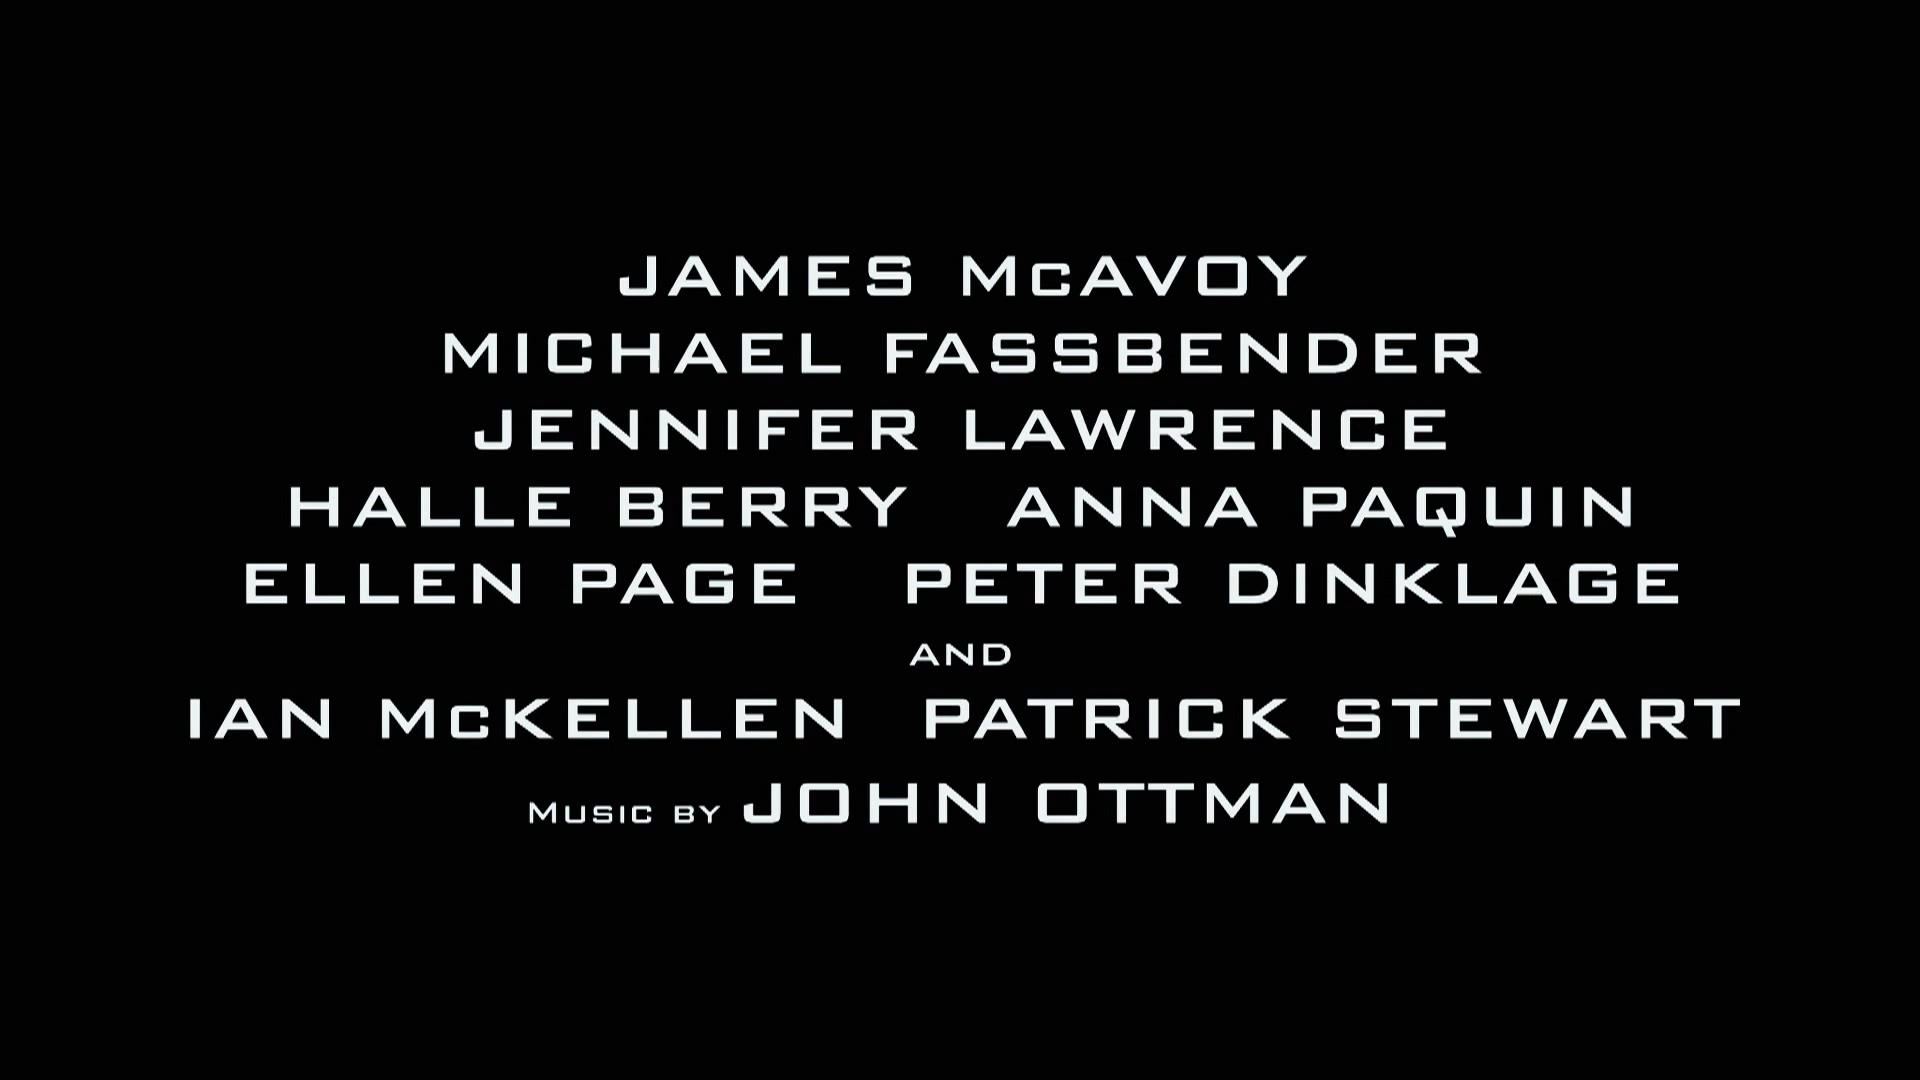 JAMES McAVOY
MICHAEL FASSBENDER
JENNIFER LAWRENCE
HALLE BERRY ANNA PAQUIN
ELLEN PAGE PETER DINKLAGE
AND
IAN McKELLEN PATRICK STEWART
MUSIC BY JOHN OTTMAN